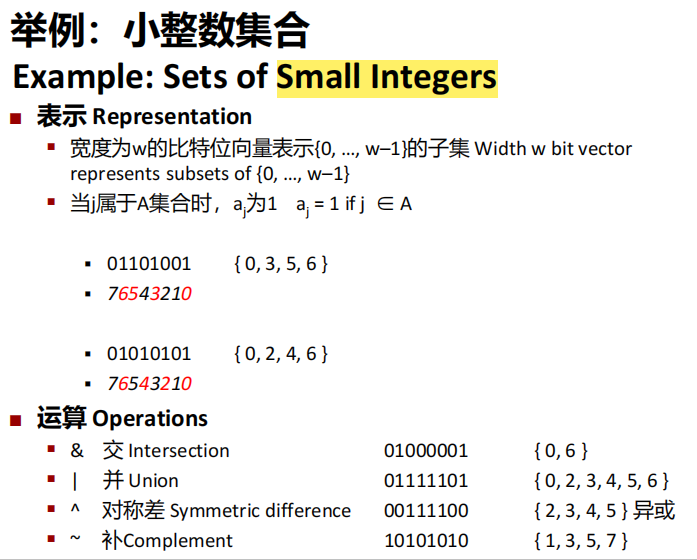 举例：小整数集合
Example: Sets of Small Integers
■ 表示 Representation
▪ 宽度为w的比特位向量表示{0, …, w–1}的子集 Width w bit vector
represents subsets of {0, …, w–1}
▪ 当j属于A集合时，aj为1 aj = 1 if j ∈ A
▪ 01101001 { 0, 3, 5, 6 }
▪ 76543210
▪ 01010101 { 0, 2, 4, 6 }
▪ 76543210
■ 运算 Operations
▪ & 交 Intersection 01000001 { 0, 6 }
▪ | 并 Union 01111101 { 0, 2, 3, 4, 5, 6 }
▪ ^ 对称差 Symmetric difference 00111100 { 2, 3, 4, 5 } 异或
▪ ~ 补Complement 10101010 { 1, 3, 5, 7 }